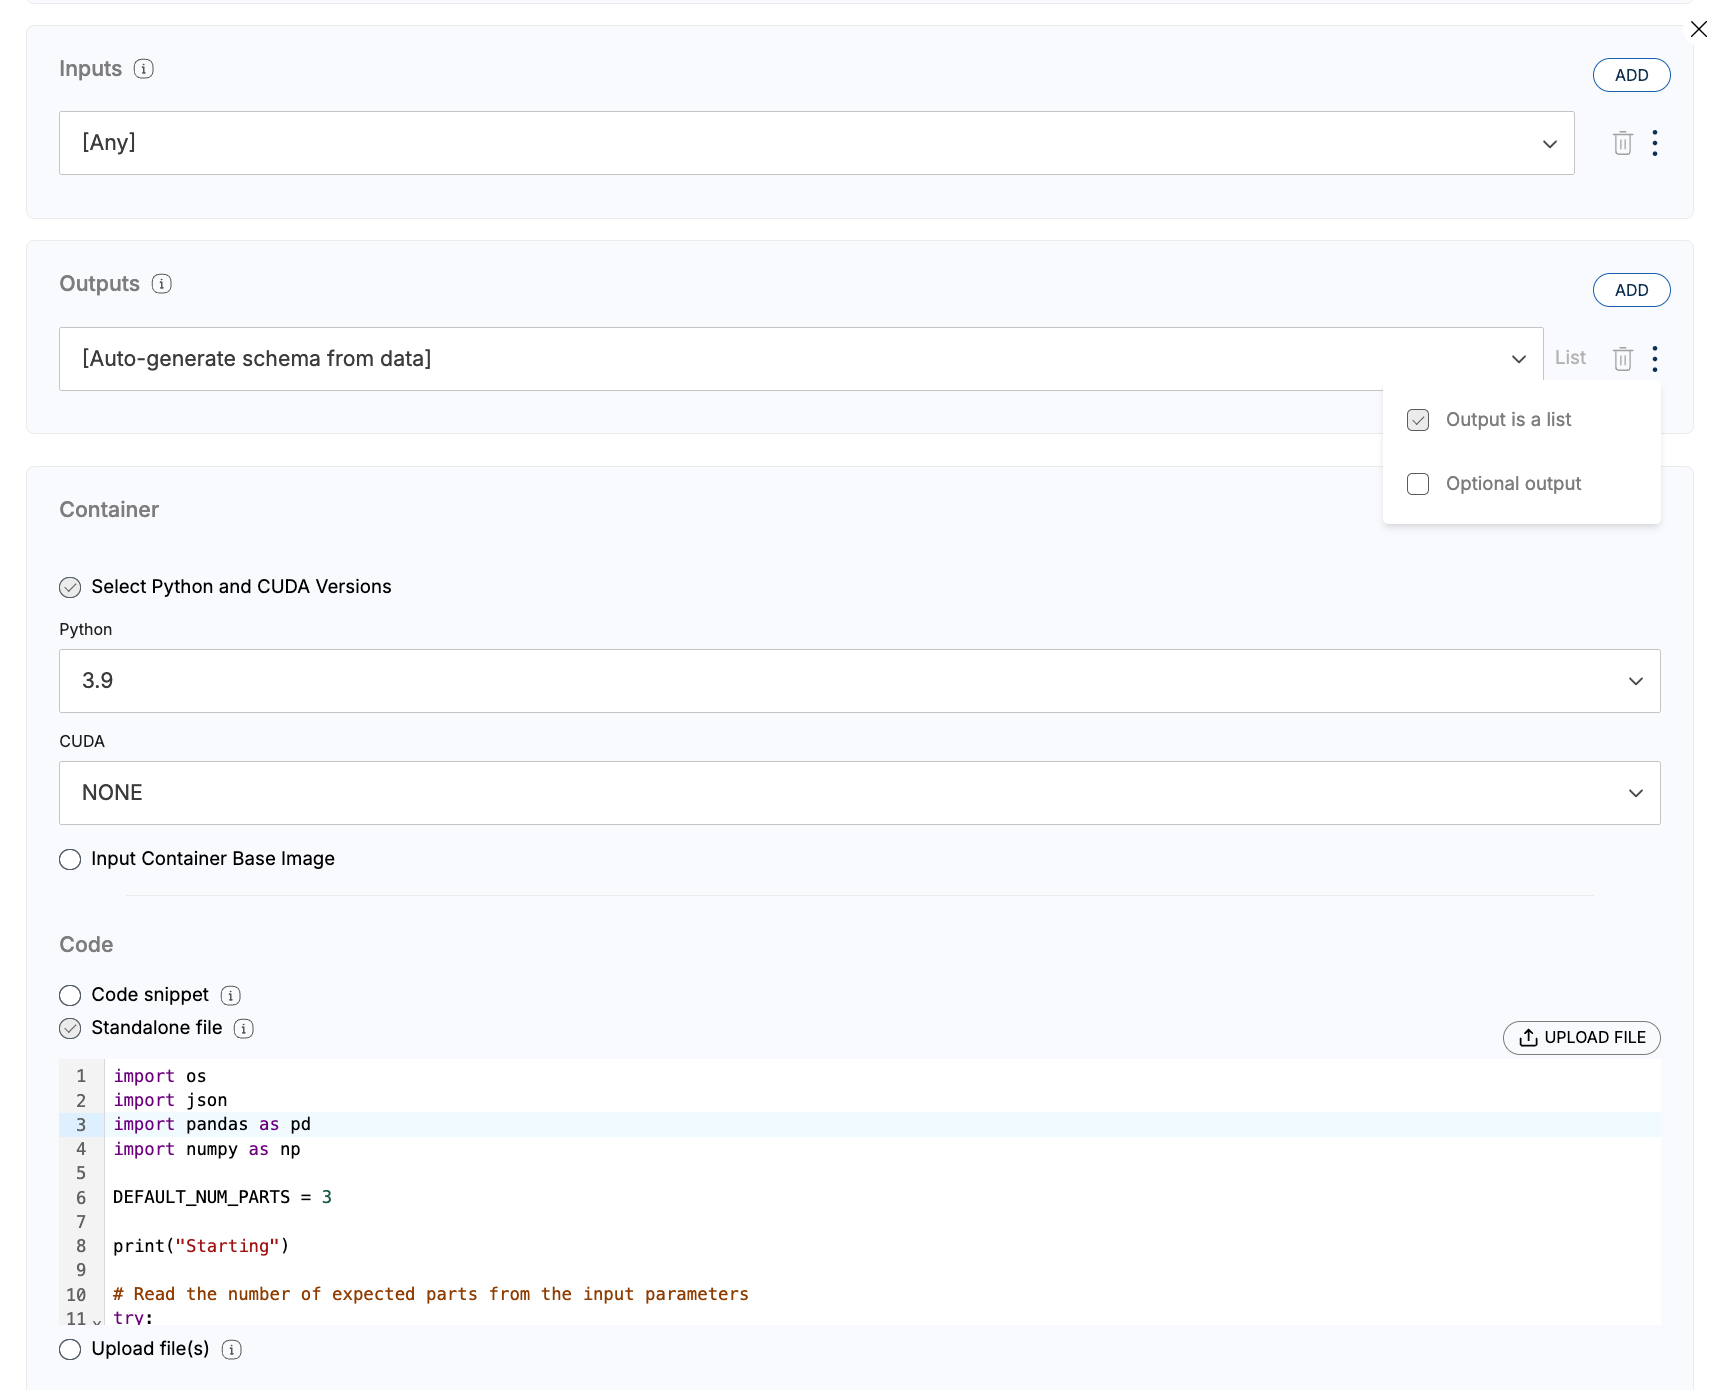 Inputs
ADD
[Any]
Outputs
ADD
[Auto-generate schema from data]
List
Output is a list
Optional output
Container
Select Python and CUDA Versions
Python
3.9
CUDA
NONE
Input Container Base Image
Code
Code snippet
Standalone file
UPLOAD FILE
1 import os
2 import json
3 import pandas as pd
4 import numpy as np
5
6 DEFAULT_NUM_PARTS = 3
7
8 print("Starting")
9
10 # Read the number of expected parts from the input parameters
11 try:
Upload file(s)